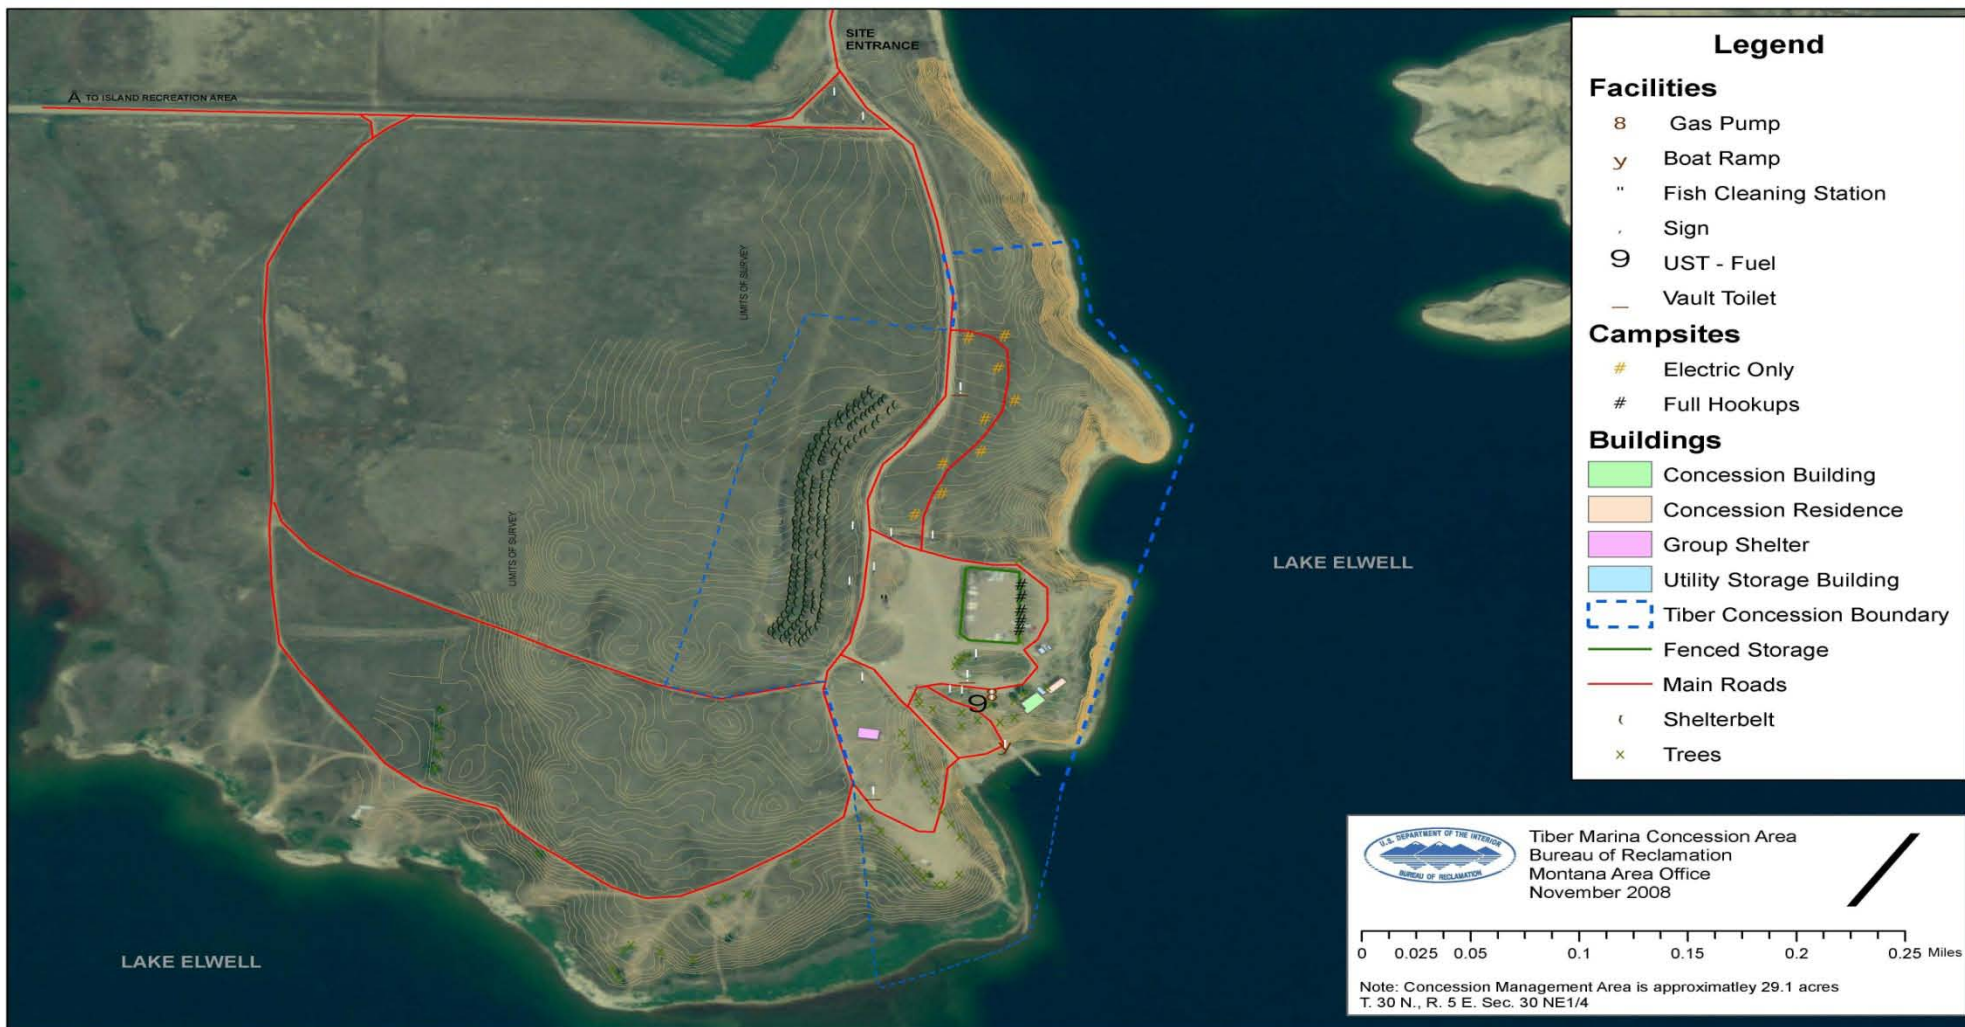 SITE
ENTRANCE
Å TO ISLAND RECREATION AREA
LIMITS OF SURVEY
LIMITS OF SURVEY
LAKE ELWELL
LAKE ELWELL
9
y
Legend
Facilities
8 Gas Pump
y Boat Ramp
" Fish Cleaning Station
, Sign
9 UST - Fuel
_ Vault Toilet
Campsites
# Electric Only
# Full Hookups
Buildings
Concession Building
Concession Residence
Group Shelter
Utility Storage Building
Tiber Concession Boundary
Fenced Storage
Main Roads
Shelterbelt
x Trees
U.S. DEPARTMENT OF THE INTERIOR
BUREAU OF RECLAMATION
Tiber Marina Concession Area
Bureau of Reclamation
Montana Area Office
November 2008
0 0.025 0.05 0.1 0.15 0.2 0.25 Miles
Note: Concession Management Area is approximatley 29.1 acres
T. 30 N., R. 5 E. Sec. 30 NE1/4